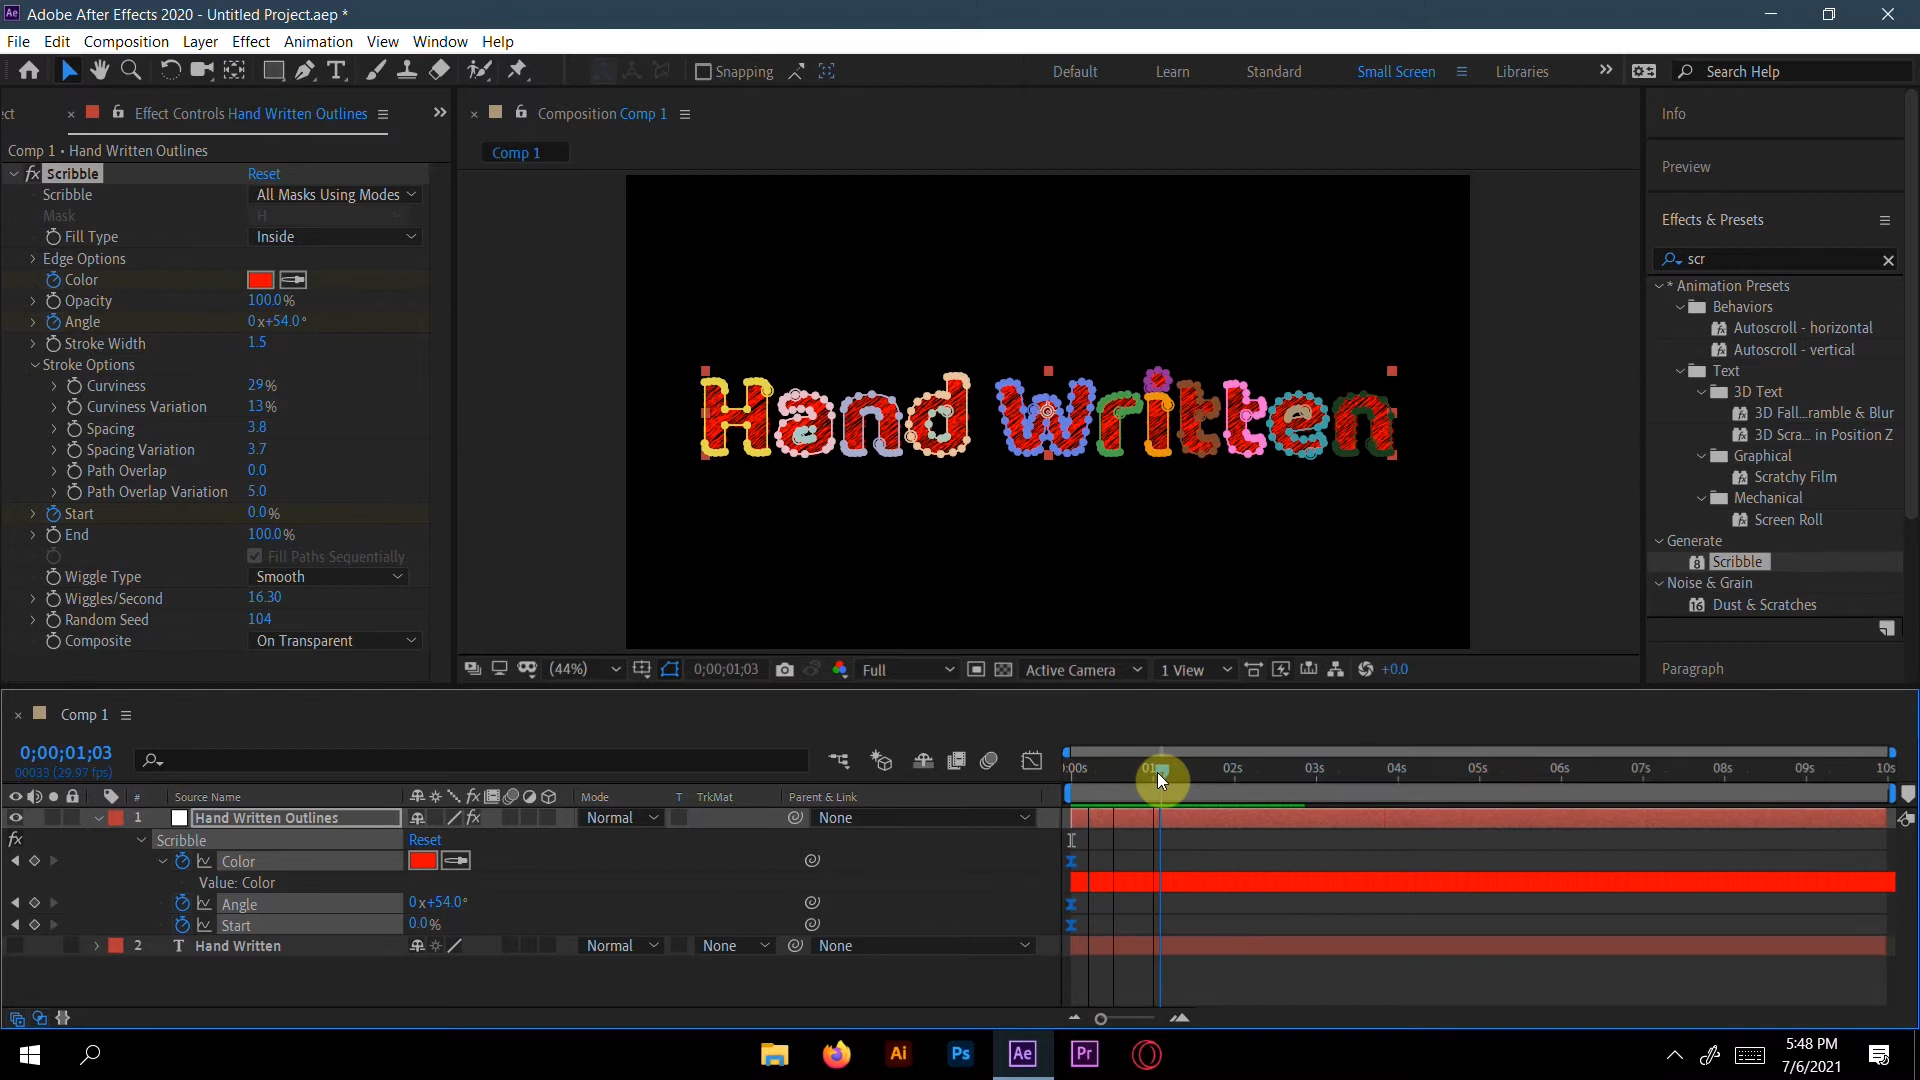 Adobe After Effects 2020 - Untitled Project.aep *
File Edit Composition Layer Effect Animation View Window Help
Snapping Default Learn Standard Small Screen Libraries Search Help
ect Effect Controls Hand Written Outlines
Comp 1 • Hand Written Outlines
fx Scribble Reset
Scribble All Masks Using Modes
Mask H
Fill Type Inside
Edge Options
Color
Opacity 100.0%
Angle 0x+54.0°
Stroke Width 1.5
Stroke Options
Curviness 29%
Curviness Variation 13%
Spacing 3.8
Spacing Variation 3.7
Path Overlap 0.0
Path Overlap Variation 5.0
Start 0.0%
End 100.0%
Fill Paths Sequentially
Wiggle Type Smooth
Wiggles/Second 16.30
Random Seed 104
Composite On Transparent
Composition Comp 1
Comp 1
Hand Written
(44%) 0;00;01;03 Full Active Camera 1 View +0.0
Info
Preview
Effects & Presets
scr
* Animation Presets
Behaviors
Autoscroll - horizontal
Autoscroll - vertical
Text
3D Text
3D Fall...ramble & Blur
3D Scra... in Position Z
Graphical
Scratchy Film
Mechanical
Screen Roll
Generate
Scribble
Noise & Grain
Dust & Scratches
Paragraph
Comp 1
0;00;01;03
00033 (29.97 fps)
):00s 01s 02s 03s 04s 05s 06s 07s 08s 09s 10s
# Source Name fx Mode T TrkMat Parent & Link
1 Hand Written Outlines fx Normal None
fx Scribble Reset
Color
Value: Color
Angle 0x+54.0°
Start 0.0%
2 T Hand Written Normal None None
Ai Ps Ae Pr
5:48 PM
7/6/2021